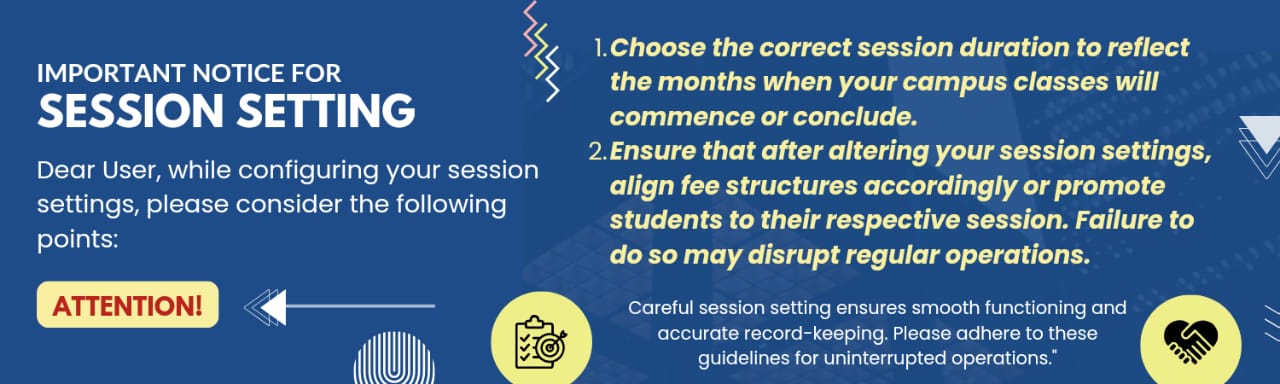 IMPORTANT NOTICE FOR
SESSION SETTING
Dear User, while configuring your session
settings, please consider the following
points:
ATTENTION!
1. Choose the correct session duration to reflect
the months when your campus classes will
commence or conclude.
2. Ensure that after altering your session settings,
align fee structures accordingly or promote
students to their respective session. Failure to
do so may disrupt regular operations.
Careful session setting ensures smooth functioning and
accurate record-keeping. Please adhere to these
guidelines for uninterrupted operations."